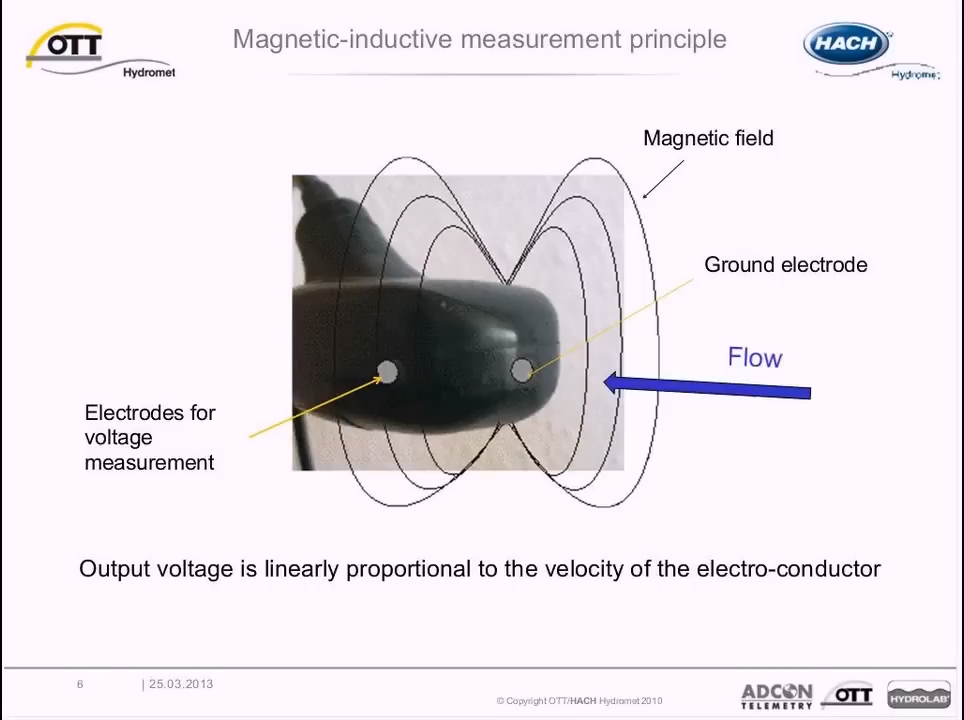 OTT
Hydromet
Magnetic-inductive measurement principle
HACH
Hydromet
Magnetic field
Ground electrode
Flow
Electrodes for
voltage
measurement
Output voltage is linearly proportional to the velocity of the electro-conductor
6 | 25.03.2013
© Copyright OTT/HACH Hydromet 2010
ADCON
TELEMETRY
OTT
HYDROLAB